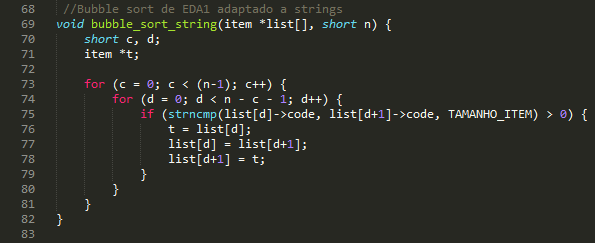 68 //Bubble sort de EDA1 adaptado a strings
69 void bubble_sort_string(item *list[], short n) {
70 short c, d;
71 item *t;
72
73 for (c = 0; c < (n-1); c++) {
74 for (d = 0; d < n - c - 1; d++) {
75 if (strncmp(list[d]->code, list[d+1]->code, TAMANHO_ITEM) > 0) {
76 t = list[d];
77 list[d] = list[d+1];
78 list[d+1] = t;
79 }
80 }
81 }
82 }
83